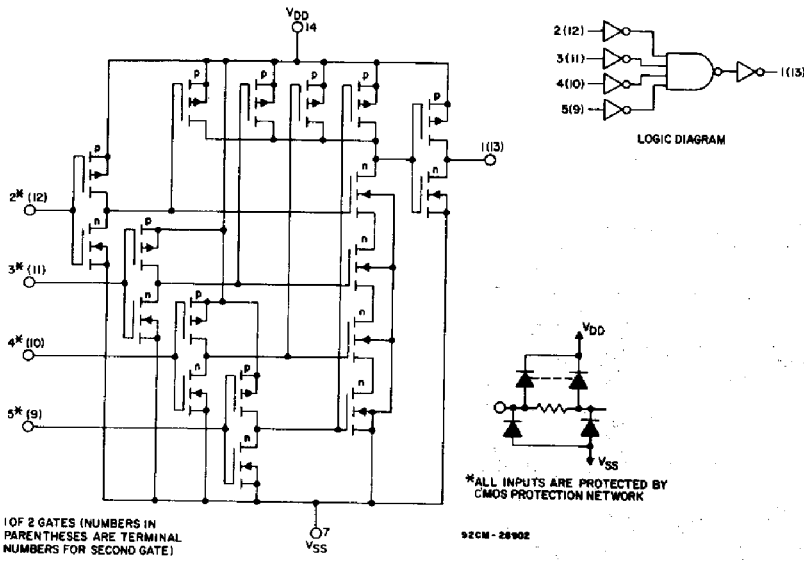 VDD
14
p
p
p
p
p
p
n
n
1(13)
2* (12)
n
p
n
3* (11)
n
p
n
4* (10)
n
p
5* (9)
n
n
1 OF 2 GATES (NUMBERS IN
PARENTHESES ARE TERMINAL
NUMBERS FOR SECOND GATE)
7
VSS
2(12)
3(11)
4(10)
5(9)
1(13)
LOGIC DIAGRAM
VDD
VSS
*ALL INPUTS ARE PROTECTED BY
CMOS PROTECTION NETWORK
92CM-28902